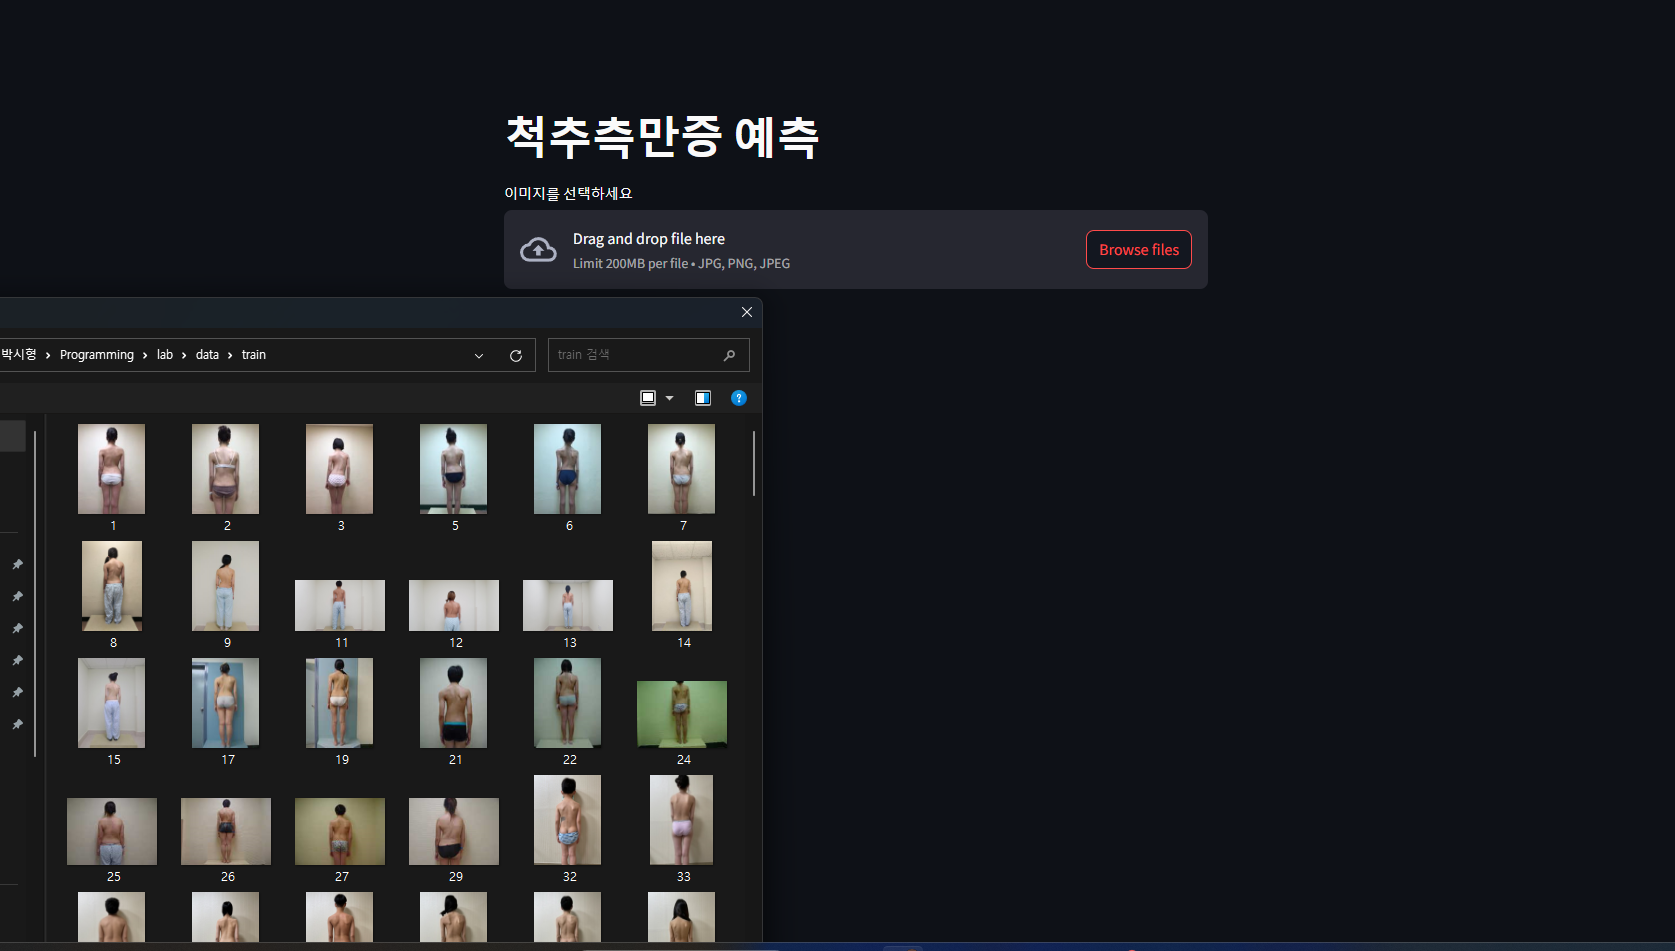 척추측만증 예측
이미지를 선택하세요
Drag and drop file here
Limit 200MB per file • JPG, PNG, JPEG
Browse files
박시형 › Programming › lab › data › train
train 검색
1 2 3 5 6 7
8 9 11 12 13 14
15 17 19 21 22 24
25 26 27 29 32 33